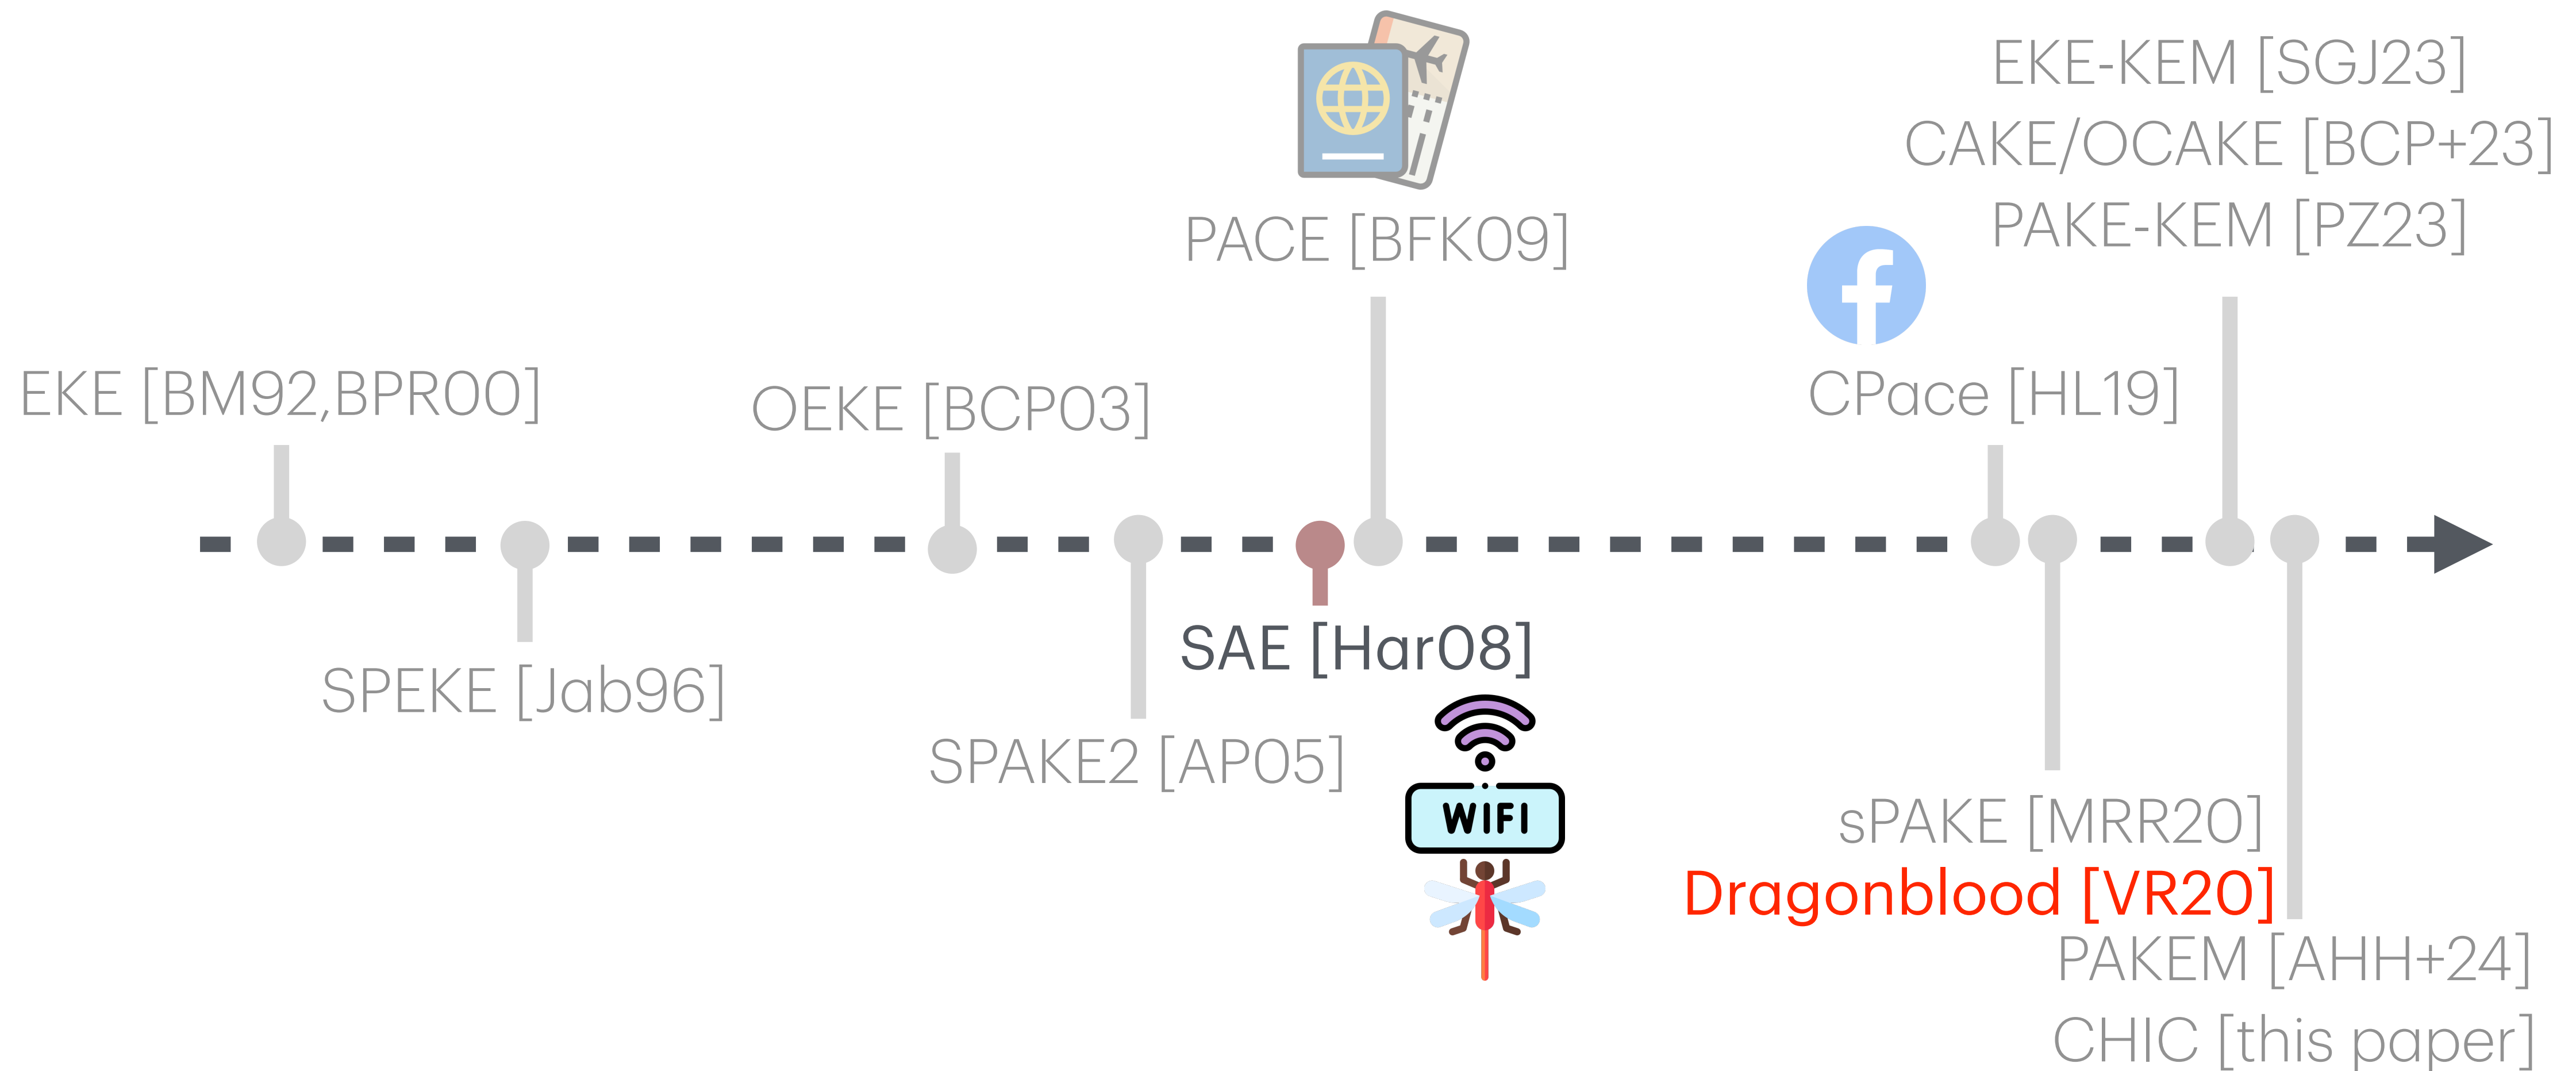 EKE-KEM [SGJ23]
CAKE/OCAKE [BCP+23]
PAKE-KEM [PZ23]
PACE [BFK09]
CPace [HL19]
EKE [BM92,BPR00]
OEKE [BCP03]
SAE [Har08]
SPEKE [Jab96]
SPAKE2 [AP05]
WIFI
sPAKE [MRR20]
Dragonblood [VR20]
PAKEM [AHH+24]
CHIC [this paper]